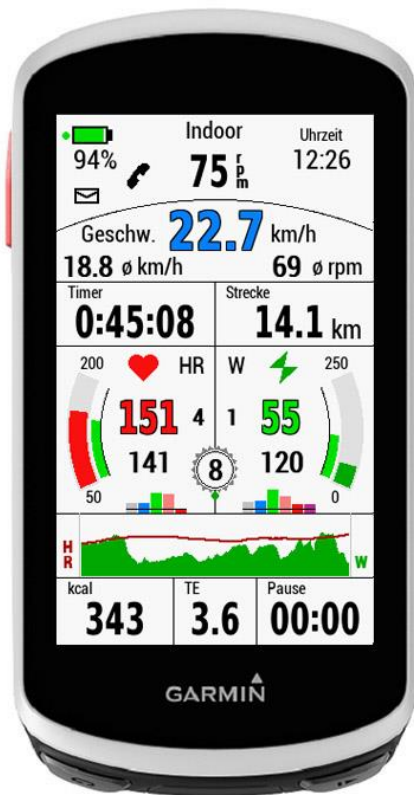 Indoor
Uhrzeit
94% 75 rpm 12:26
Geschw. 22.7 km/h
18.8 ø km/h 69 ø rpm
Timer Strecke
0:45:08 14.1 km
200 HR W 250
151 4 1 55
141 8 120
50 0
HR W
kcal TE Pause
343 3.6 00:00
GARMIN